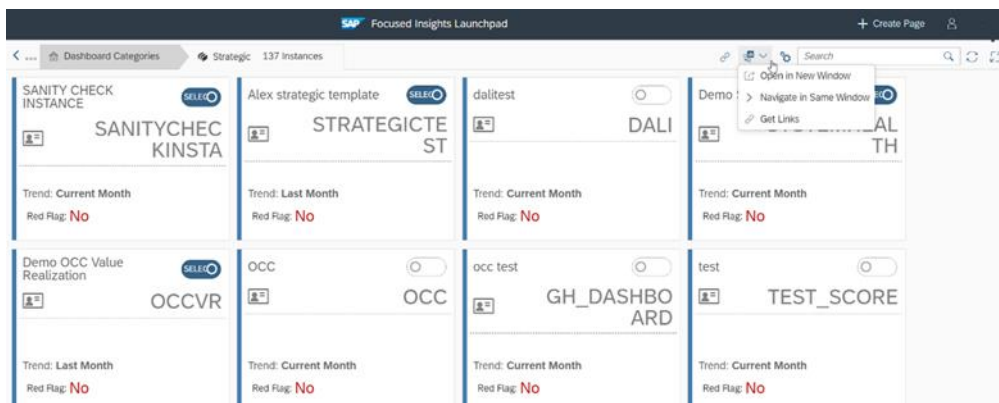 SAP Focused Insights Launchpad
+ Create Page
< ... Dashboard Categories
Strategic 137 Instances
Search
Open in New Window
Navigate in Same Window
Get Links
SANITY CHECK
INSTANCE
SANITYCHEC
KINSTA
Trend: Current Month
Red Flag: No
Alex strategic template
STRATEGICTE
ST
Trend: Last Month
Red Flag: No
dalitest
DALI
Trend: Current Month
Red Flag: No
Demo
TH
Trend: Current Month
Red Flag: No
Demo OCC Value
Realization
OCCVR
Trend: Last Month
Red Flag: No
OCC
OCC
Trend: Current Month
Red Flag: No
occ test
GH_DASHBO
ARD
Trend: Current Month
Red Flag: No
test
TEST_SCORE
Trend: Current Month
Red Flag: No